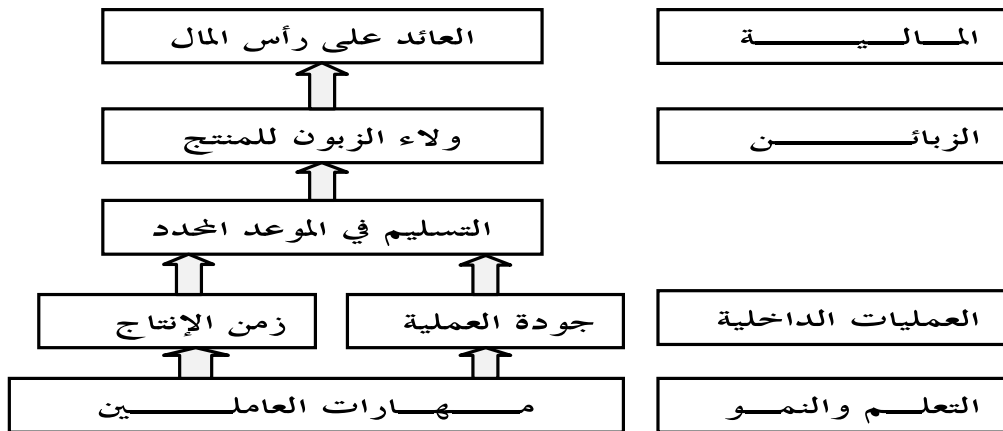 المالية
العائد على رأس المال
الزبائن
ولاء الزبون للمنتج
التسليم في الموعد المحدد
العمليات الداخلية
جودة العملية
زمن الإنتاج
التعلم والنمو
مهارات العاملين